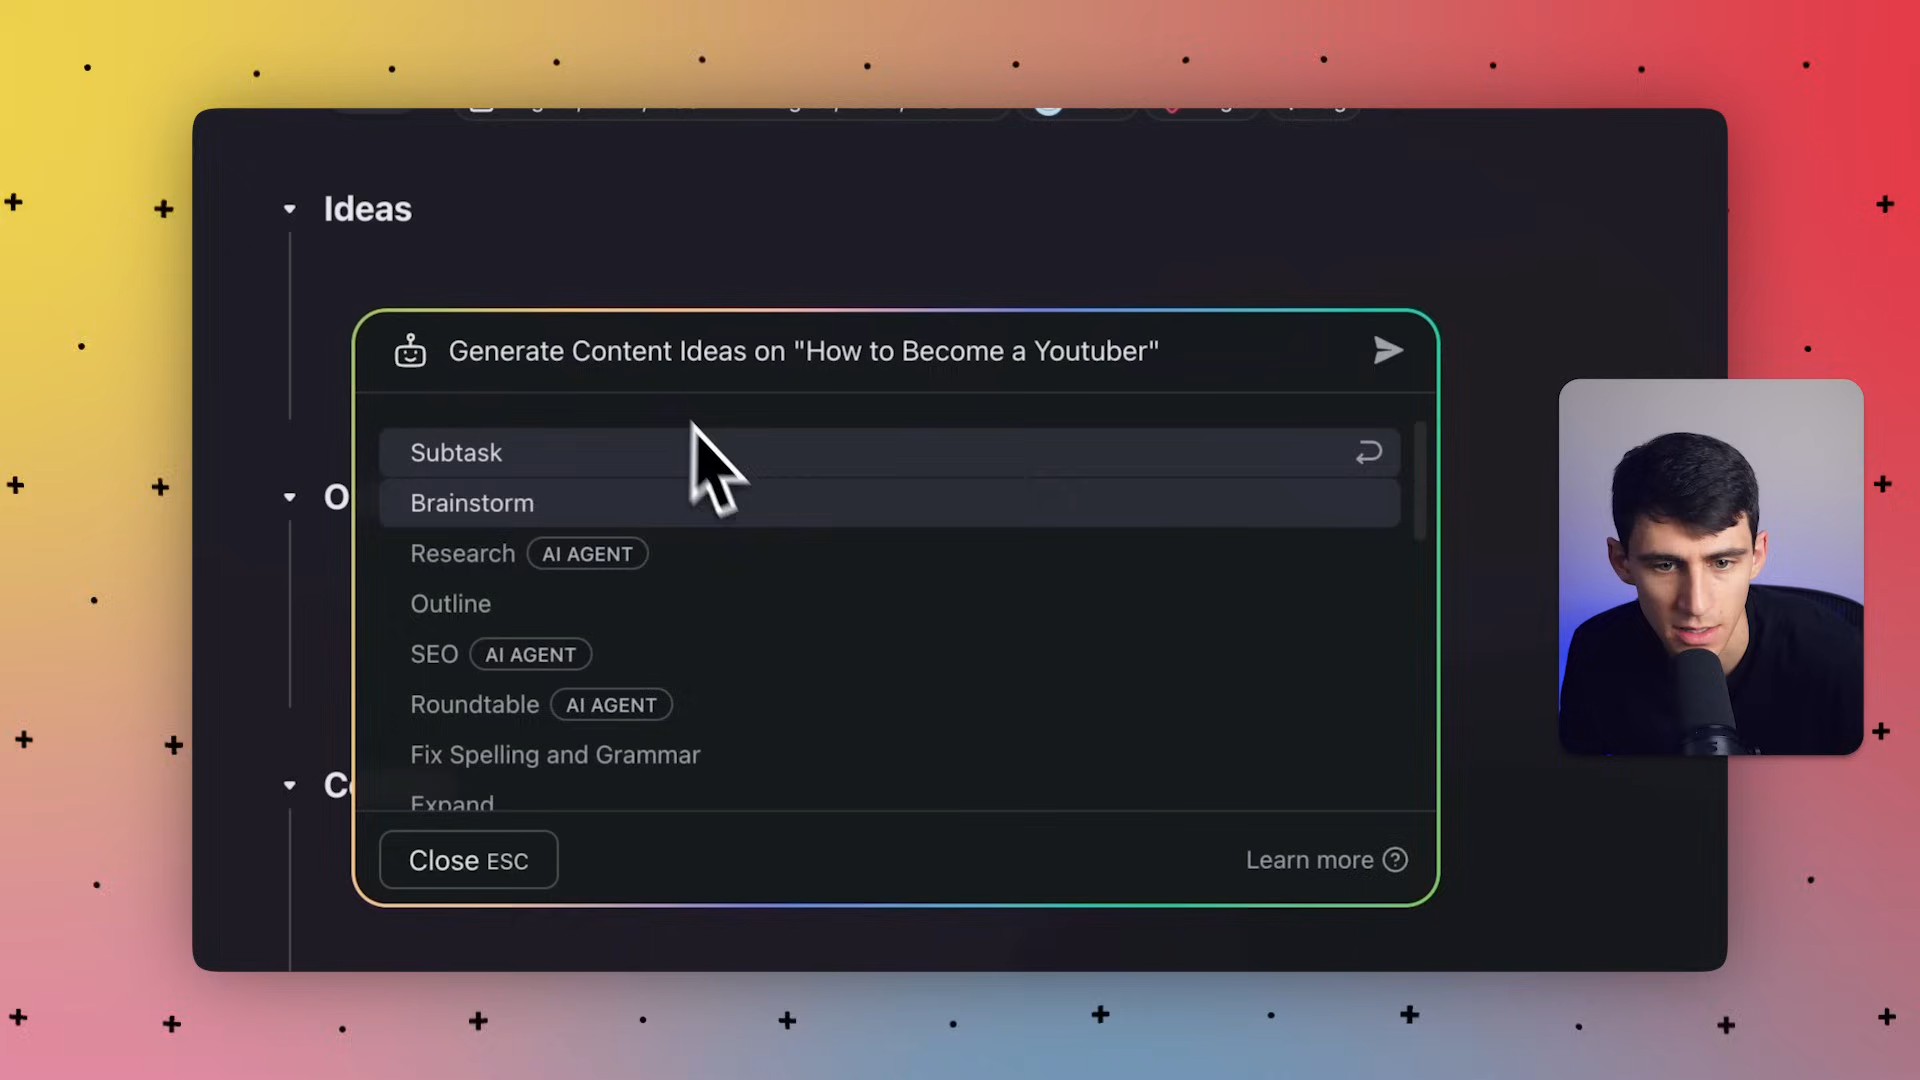 Ideas
Generate Content Ideas on "How to Become a Youtuber"
Subtask
Brainstorm
Research AI AGENT
Outline
SEO AI AGENT
Roundtable AI AGENT
Fix Spelling and Grammar
Expand
Close ESC
Learn more